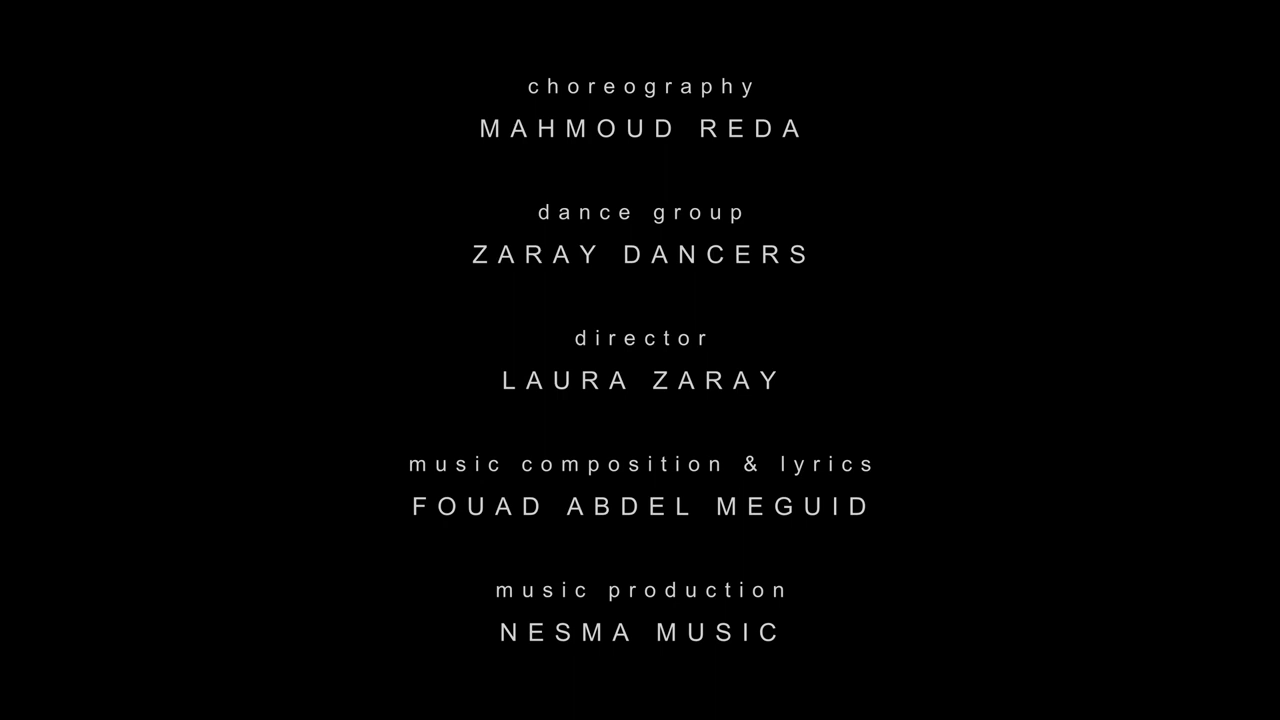 choreography
MAHMOUD REDA
dance group
ZARAY DANCERS
director
LAURA ZARAY
music composition & lyrics
FOUAD ABDEL MEGUID
music production
NESMA MUSIC